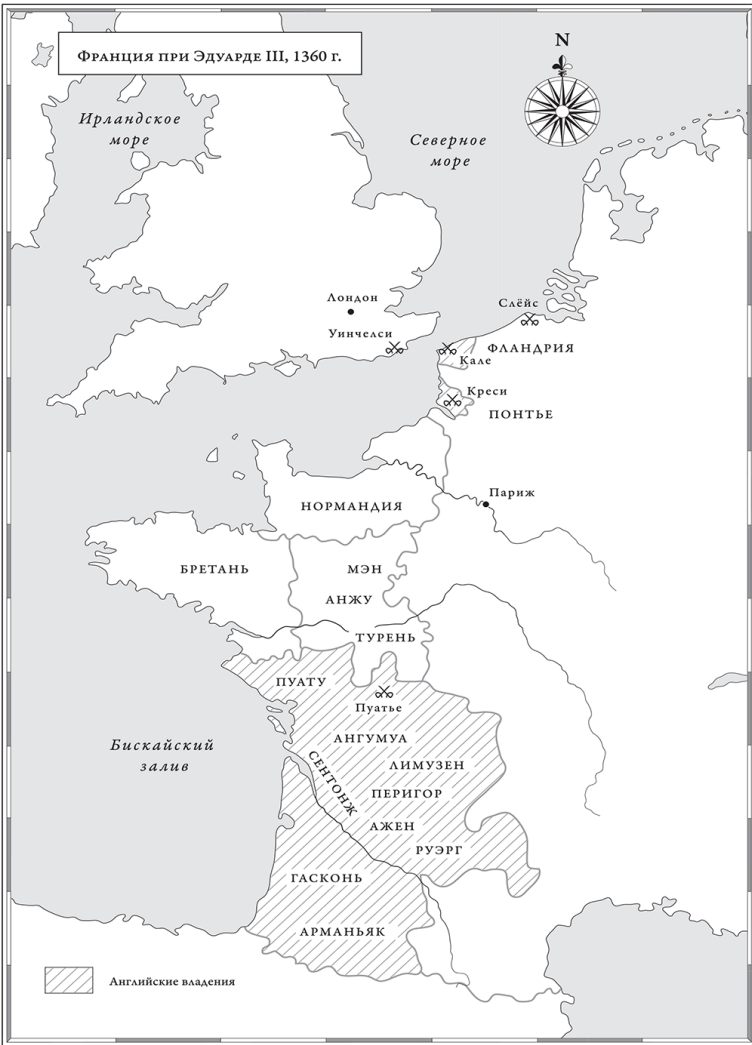 Франция при Эдуарде III, 1360 г.
N
Ирландское
море
Северное
море
Лондон
Слёйс
Уинчелси
ФЛАНДРИЯ
Кале
Креси
ПОНТЬЕ
Париж
НОРМАНДИЯ
БРЕТАНЬ
МЭН
АНЖУ
ТУРЕНЬ
ПУАТУ
Пуатье
АНГУМУА
Бискайский
залив
СЕНТОНЖ
ЛИМУЗЕН
ПЕРИГОР
АЖЕН
РУЭРГ
ГАСКОНЬ
АРМАНЬЯК
Английские владения